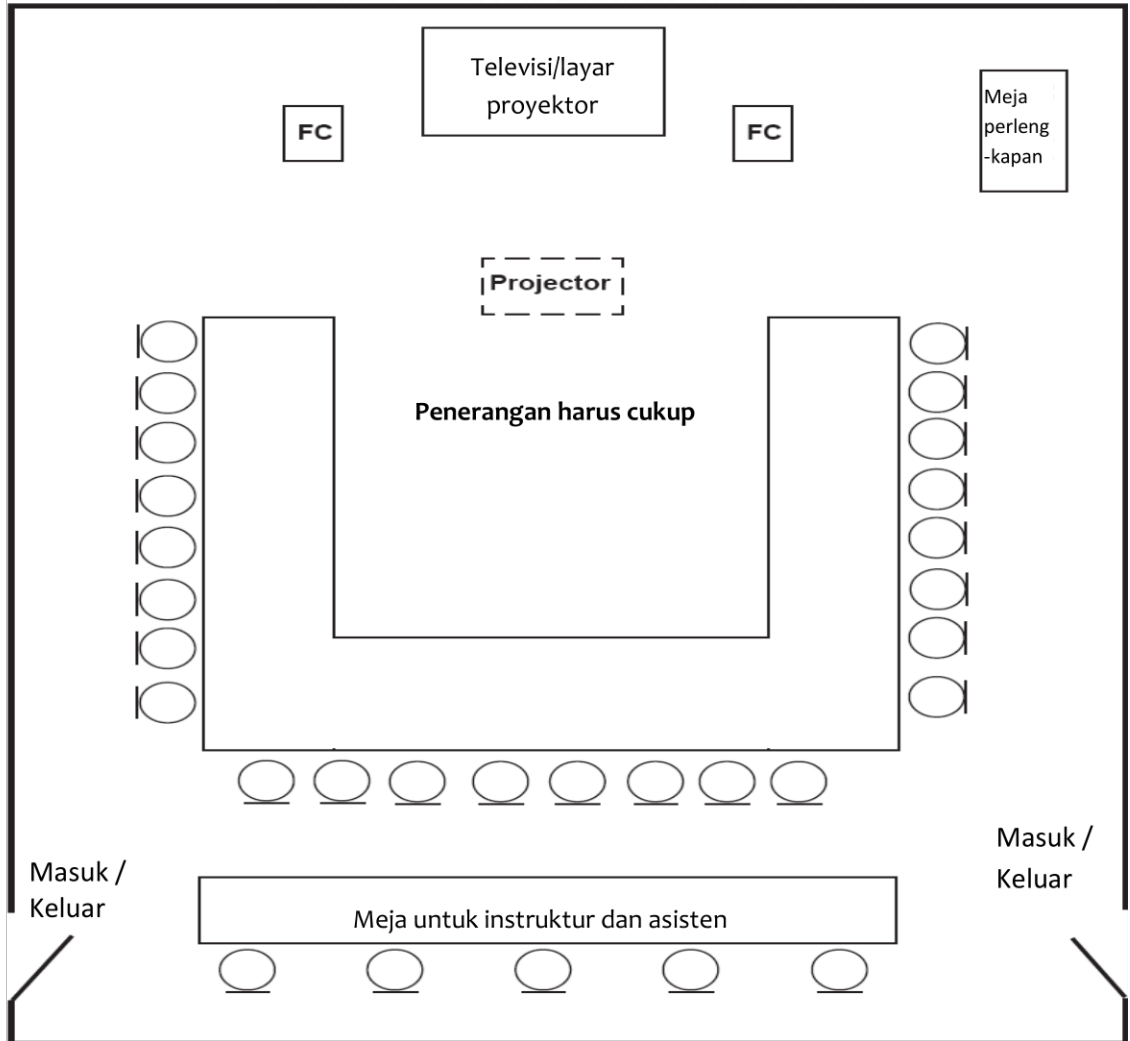 Televisi/layar
proyektor
FC
FC
Meja
perleng
-kapan
Projector
Penerangan harus cukup
Masuk /
Keluar
Masuk /
Keluar
Meja untuk instruktur dan asisten